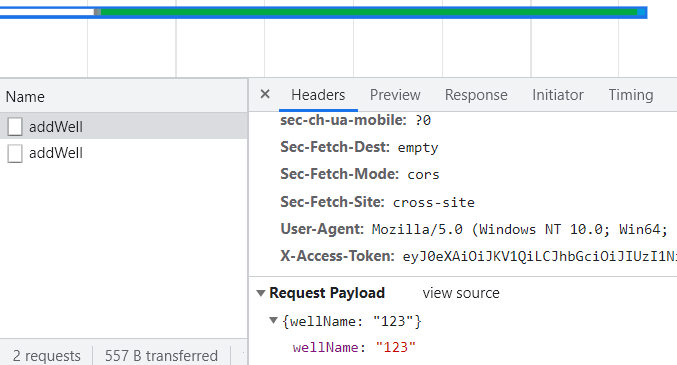 Name
addWell
addWell
2 requests
557 B transferred
Headers
Preview
Response
Initiator
Timing
sec-ch-ua-mobile: ?0
Sec-Fetch-Dest: empty
Sec-Fetch-Mode: cors
Sec-Fetch-Site: cross-site
User-Agent: Mozilla/5.0 (Windows NT 10.0; Win64;
X-Access-Token: eyJ0eXAiOiJKV1QiLCJhbGciOiJIUzI1Ni
Request Payload view source
{wellName: "123"}
wellName: "123"